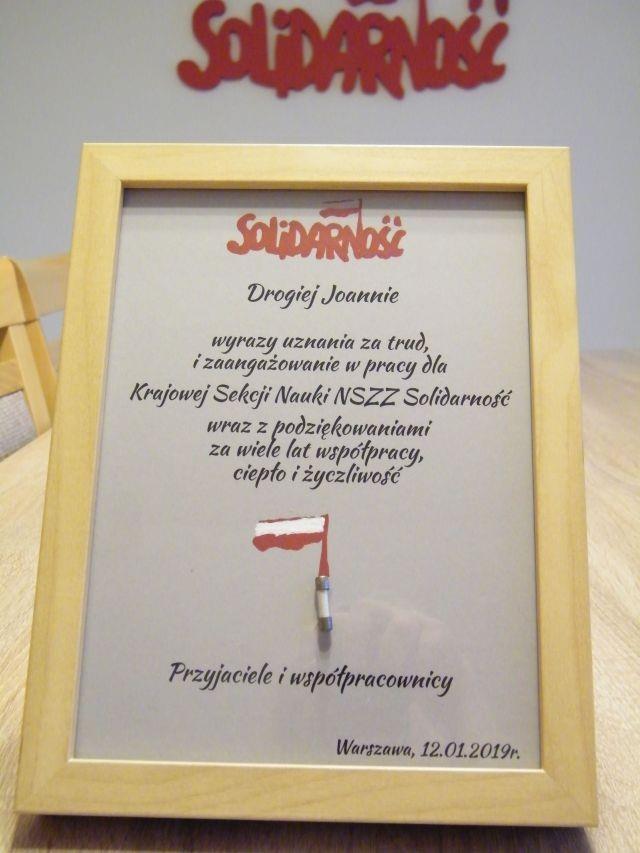 SOLIDARNOŚĆ
SOLIDARNOŚĆ
Drogiej Joannie
wyrazy uznania za trud,
i zaangażowanie w pracy dla
Krajowej Sekcji Nauki NSZZ Solidarność
wraz z podziękowaniami
za wiele lat współpracy,
ciepło i życzliwość
Przyjaciele i współpracownicy
Warszawa, 12.01.2019r.